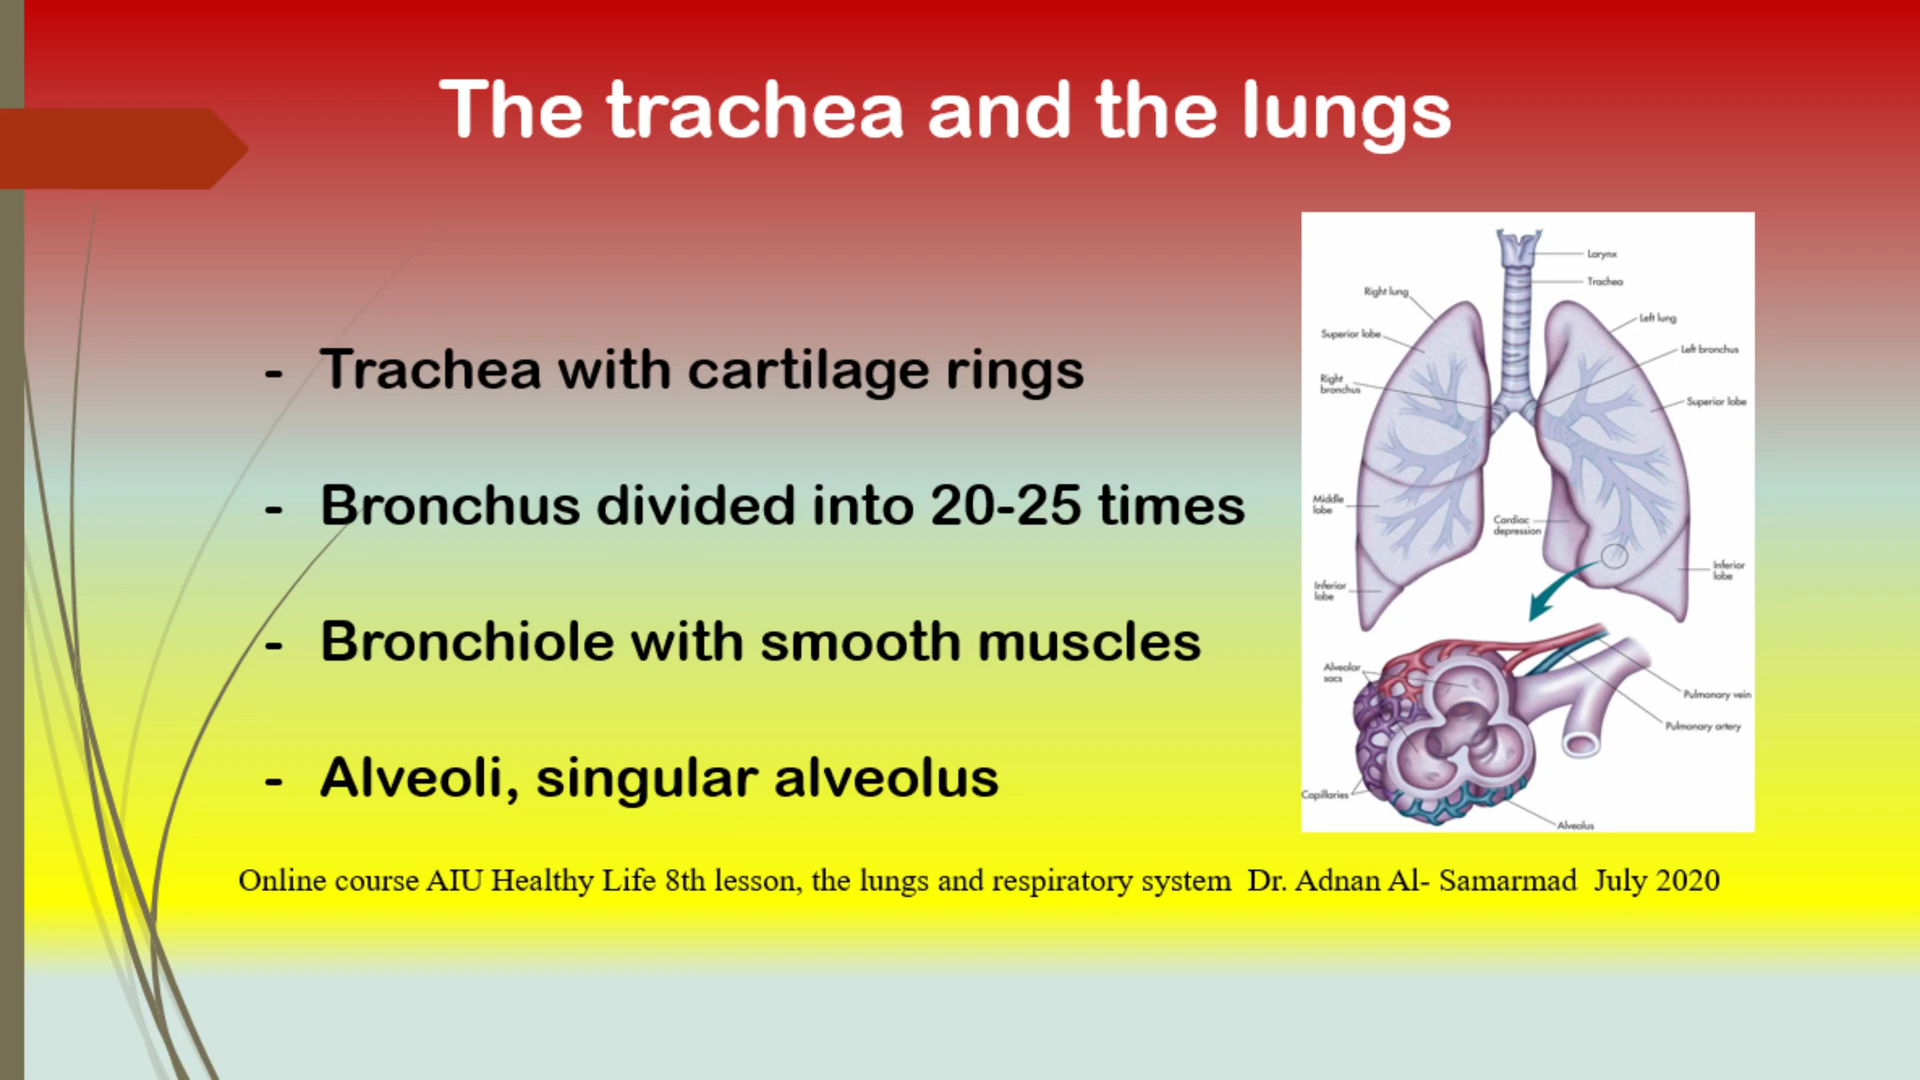 The trachea and the lungs
- Trachea with cartilage rings
- Bronchus divided into 20-25 times
- Bronchiole with smooth muscles
- Alveoli, singular alveolus
Larynx
Trachea
Right lung
Left lung
Superior lobe
Left bronchus
Right
bronchus
Superior lobe
Middle
lobe
Cardiac
depression
Inferior
lobe
Inferior
lobe
Alveolar
sacs
Pulmonary vein
Pulmonary artery
Capillaries
Alveolus
Online course AIU Healthy Life 8th lesson, the lungs and respiratory system Dr. Adnan Al- Samarmad July 2020